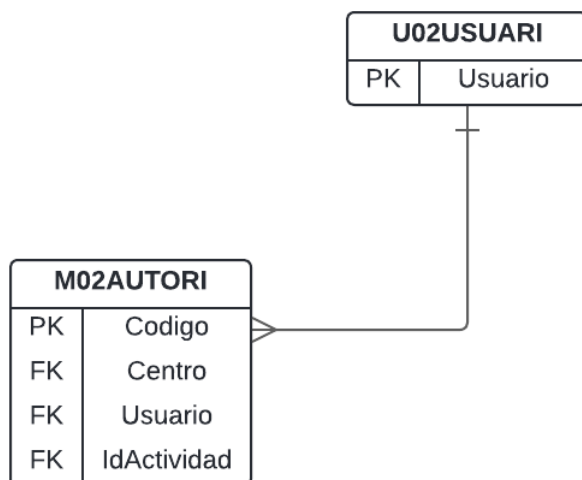 U02USUARI
PK Usuario
M02AUTORI
PK Codigo
FK Centro
FK Usuario
FK IdActividad